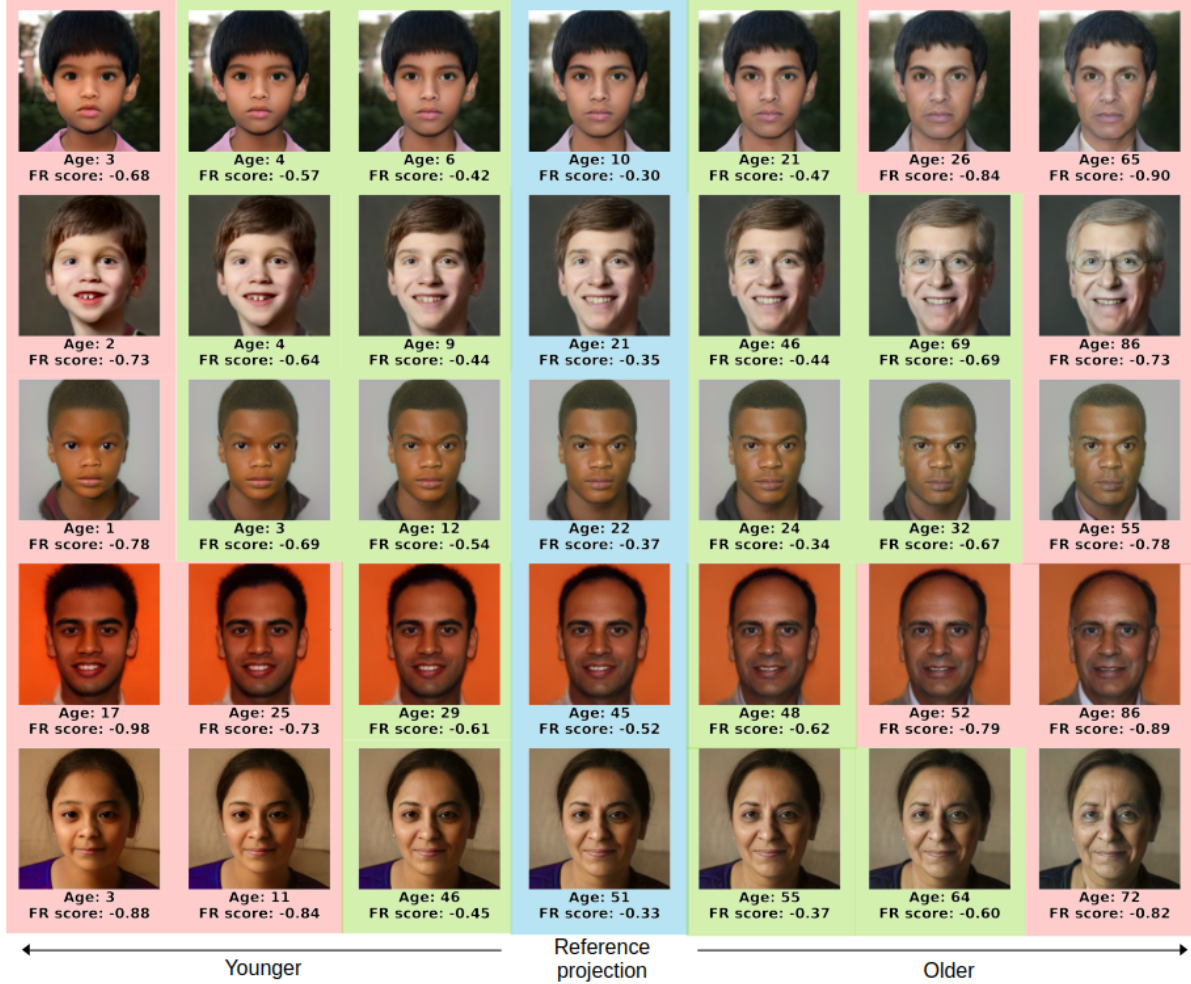 Age: 3 Age: 4 Age: 6 Age: 10 Age: 21 Age: 26 Age: 65
FR score: -0.68 FR score: -0.57 FR score: -0.42 FR score: -0.30 FR score: -0.47 FR score: -0.84 FR score: -0.90
Age: 2 Age: 4 Age: 9 Age: 21 Age: 46 Age: 69 Age: 86
FR score: -0.73 FR score: -0.64 FR score: -0.44 FR score: -0.35 FR score: -0.44 FR score: -0.69 FR score: -0.73
Age: 1 Age: 3 Age: 12 Age: 22 Age: 24 Age: 32 Age: 55
FR score: -0.78 FR score: -0.69 FR score: -0.54 FR score: -0.37 FR score: -0.34 FR score: -0.67 FR score: -0.78
Age: 17 Age: 25 Age: 29 Age: 45 Age: 48 Age: 52 Age: 86
FR score: -0.98 FR score: -0.73 FR score: -0.61 FR score: -0.52 FR score: -0.62 FR score: -0.79 FR score: -0.89
Age: 3 Age: 11 Age: 46 Age: 51 Age: 55 Age: 64 Age: 72
FR score: -0.88 FR score: -0.84 FR score: -0.45 FR score: -0.33 FR score: -0.37 FR score: -0.60 FR score: -0.82
Younger
Reference
projection
Older